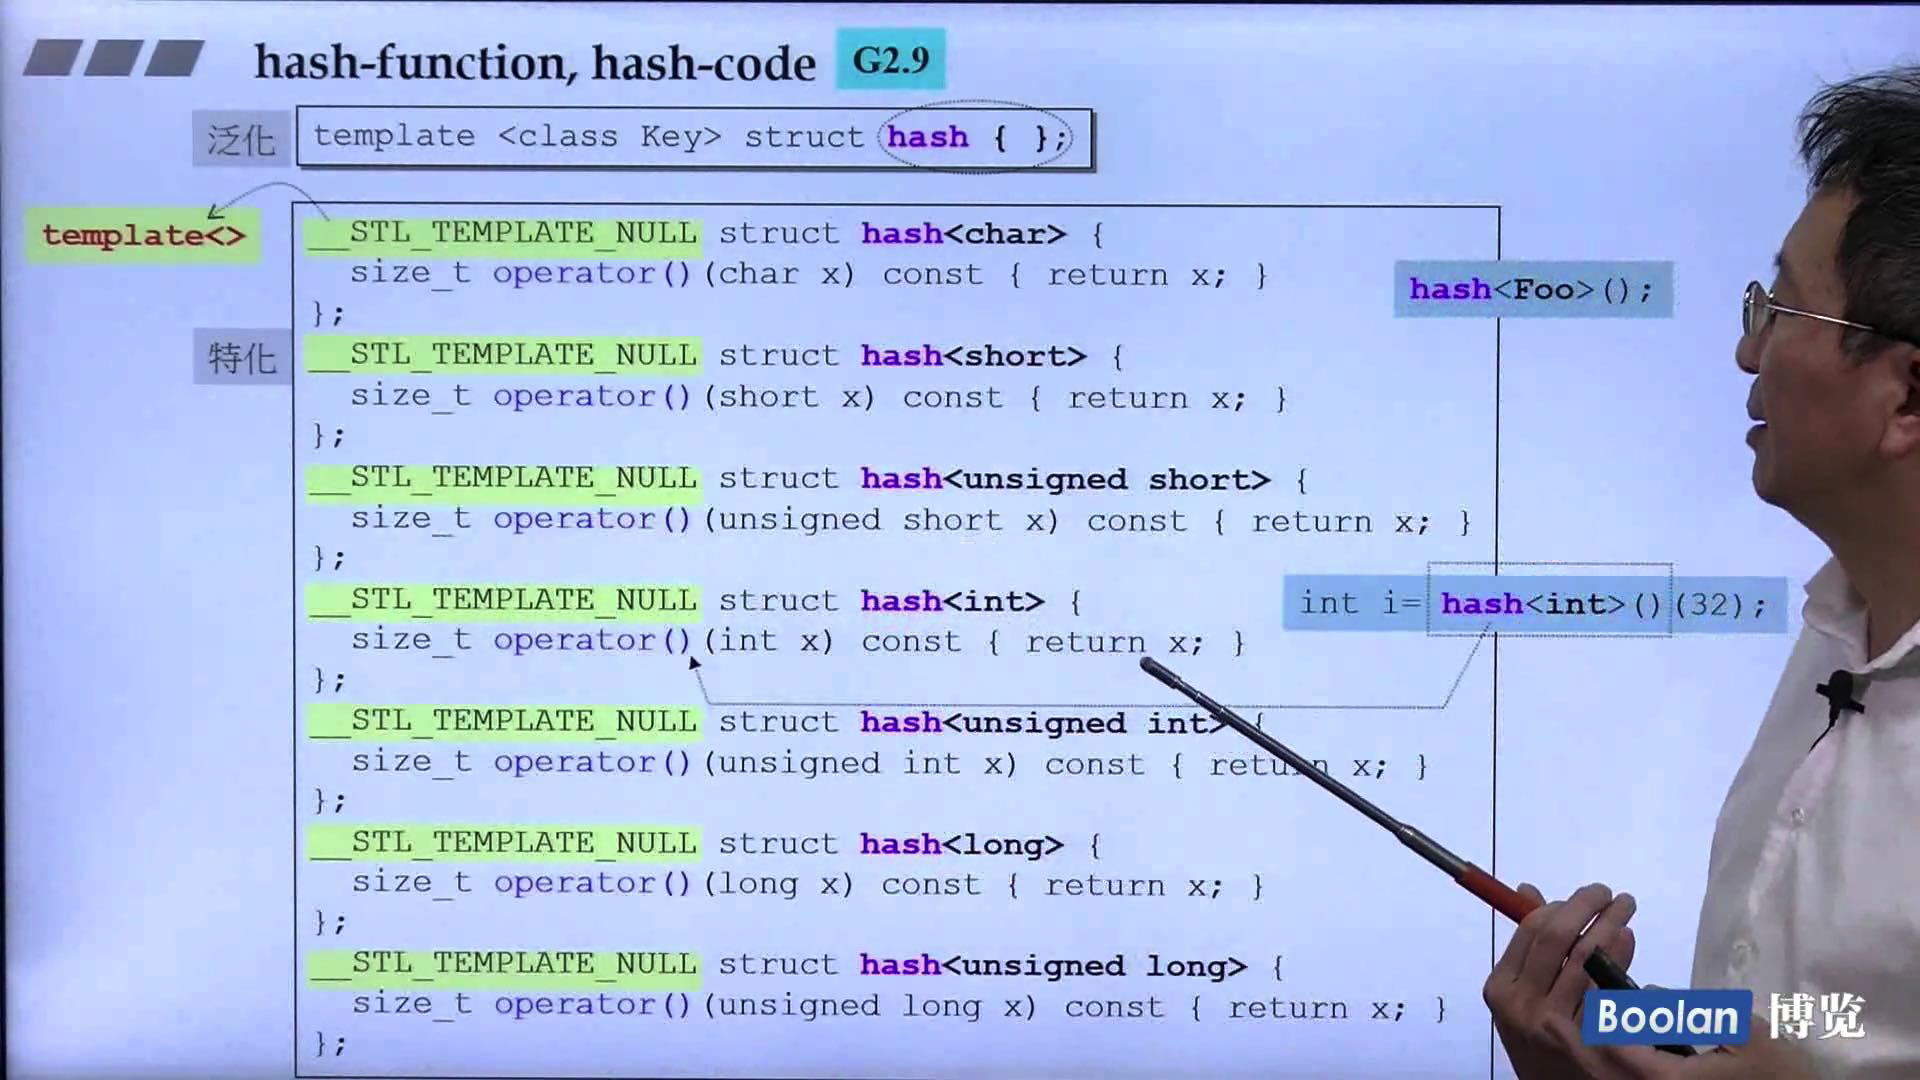 hash-function, hash-code G2.9
泛化 template <class Key> struct hash { };
template<>
__STL_TEMPLATE_NULL struct hash<char> {
size_t operator()(char x) const { return x; }
};
hash<Foo>();
特化
__STL_TEMPLATE_NULL struct hash<short> {
size_t operator()(short x) const { return x; }
};
__STL_TEMPLATE_NULL struct hash<unsigned short> {
size_t operator()(unsigned short x) const { return x; }
};
__STL_TEMPLATE_NULL struct hash<int> {
int i= hash<int>()(32);
size_t operator()(int x) const { return x; }
};
__STL_TEMPLATE_NULL struct hash<unsigned int> {
size_t operator()(unsigned int x) const { return x; }
};
__STL_TEMPLATE_NULL struct hash<long> {
size_t operator()(long x) const { return x; }
};
__STL_TEMPLATE_NULL struct hash<unsigned long> {
size_t operator()(unsigned long x) const { return x; }
};
Boolan 博览